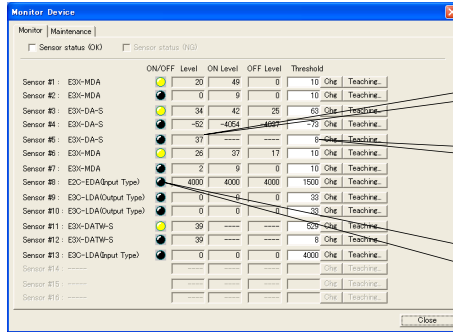 Monitor Device
Monitor Maintenance
Sensor status (OK) Sensor status (NG)
ON/OFF Level ON Level OFF Level Threshold
Sensor #1 : E3X-MDA 20 49 0 10 Chg Teaching...
Sensor #2 : E3X-MDA 0 9 0 10 Chg Teaching...
Sensor #3 : E3X-DA-S 34 42 25 63 Chg Teaching...
Sensor #4 : E3X-DA-S -52 -4054 -73 Chg Teaching...
Sensor #5 : E3X-DA-S 37 ---- ---- 8 Chg Teaching...
Sensor #6 : E3X-MDA 26 37 17 10 Chg Teaching...
Sensor #7 : E3X-MDA 2 9 0 10 Chg Teaching...
Sensor #8 : E2C-EDA(Input Type) 4000 4000 4000 1500 Chg Teaching...
Sensor #9 : E3C-LDA(Output Type) 0 0 0 33 Chg Teaching...
Sensor #10 : E3C-LDA(Output Type) 0 0 0 33 Chg Teaching...
Sensor #11 : E3X-DATW-S 39 ---- ---- 529 Chg Teaching...
Sensor #12 : E3X-DATW-S 39 ---- ---- 8 Chg Teaching...
Sensor #13 : E3C-LDA(Input Type) 0 0 0 4000 Chg Teaching...
Sensor #14 : ----- ---- ---- ---- ---- Chg Teaching...
Sensor #15 : ----- ---- ---- ---- ---- Chg Teaching...
Sensor #16 : ----- ---- ---- ---- ---- Chg Teaching...
Close